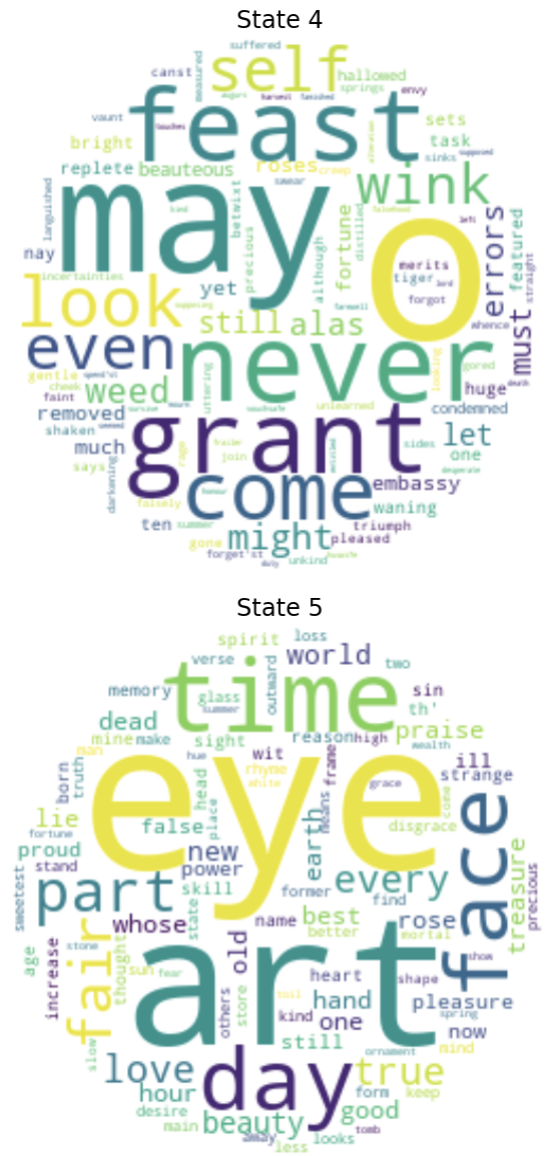 State 4
suffered
canst
measured
self
hallowed
springs
envy
vaunt
feast
sets
bright
task
sinks
replete
beauteous
roses
creep
wink
languished
may
betwixt
precious
although
fortune
distilled
O
merits
tiger
lord
forgot
left
errors
featured
straight
nay
uncertainties
yet
look
still
alas
farewell
whence
must
even
never
looking
gored
death
gentle
cheek
faint
weed
uttering
unlearned
huge
removed
condemned
shaken
grant
sides
let
much
one
desperate
says
darkening
rage
join
come
embassy
waning
ten
falsely
summer
might
triumph
pleased
gone
forget'st
unkind
State 5
spirit
loss
verse
outward
world
two
memory
glass
summer
time
sin
th'
dead
mine
make
sight
reason
high
praise
wealth
man
hue
wit
ill
born
truth
eye
rhyme
white
frame
grace
strange
come
head
place
means
lie
false
earth
disgrace
fortune
proud
new
stand
power
every
face
sweetest
part
skill
former
find
treasure
precious
whose
state
name
best
better
rose
mortal
age
stone
fair
thought
old
art
show
increase
sun
fear
others
store
heart
shape
soil
hand
kind
one
pleasure
spring
now
slow
still
ornament
mind
love
day
true
hour
form
keep
desire
beauty
good
main
away
tomb
less
looks